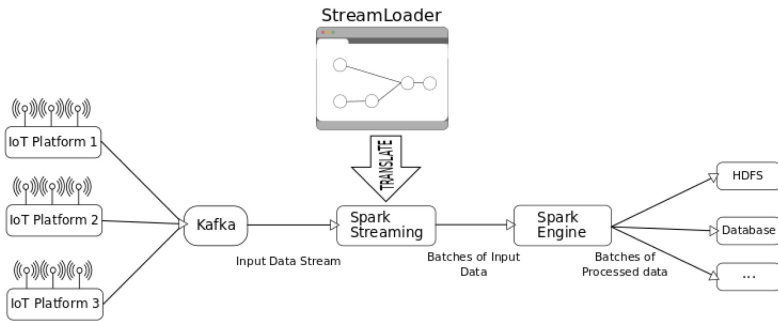 StreamLoader
TRANSLATE
IoT Platform 1
IoT Platform 2
IoT Platform 3
Kafka
Input Data Stream
Spark
Streaming
Batches of Input
Data
Spark
Engine
Batches of
Processed data
HDFS
Database
...